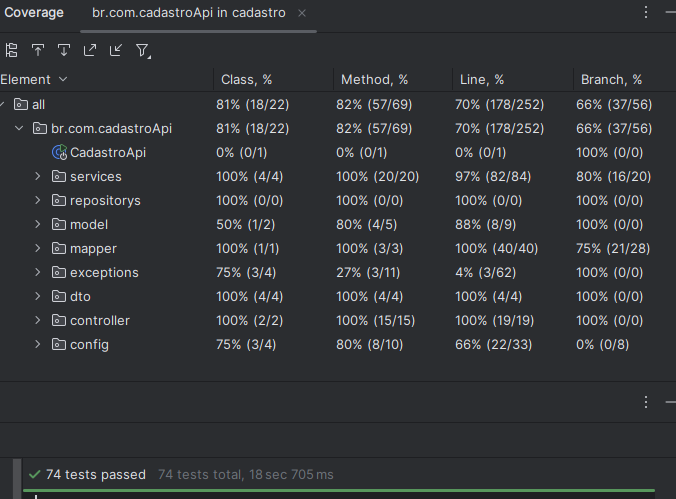 Coverage br.com.cadastroApi in cadastro
Element Class, % Method, % Line, % Branch, %
all 81% (18/22) 82% (57/69) 70% (178/252) 66% (37/56)
br.com.cadastroApi 81% (18/22) 82% (57/69) 70% (178/252) 66% (37/56)
CadastroApi 0% (0/1) 0% (0/1) 0% (0/1) 100% (0/0)
services 100% (4/4) 100% (20/20) 97% (82/84) 80% (16/20)
repositorys 100% (0/0) 100% (0/0) 100% (0/0) 100% (0/0)
model 50% (1/2) 80% (4/5) 88% (8/9) 100% (0/0)
mapper 100% (1/1) 100% (3/3) 100% (40/40) 75% (21/28)
exceptions 75% (3/4) 27% (3/11) 4% (3/62) 100% (0/0)
dto 100% (4/4) 100% (4/4) 100% (4/4) 100% (0/0)
controller 100% (2/2) 100% (15/15) 100% (19/19) 100% (0/0)
config 75% (3/4) 80% (8/10) 66% (22/33) 0% (0/8)
74 tests passed 74 tests total, 18 sec 705 ms